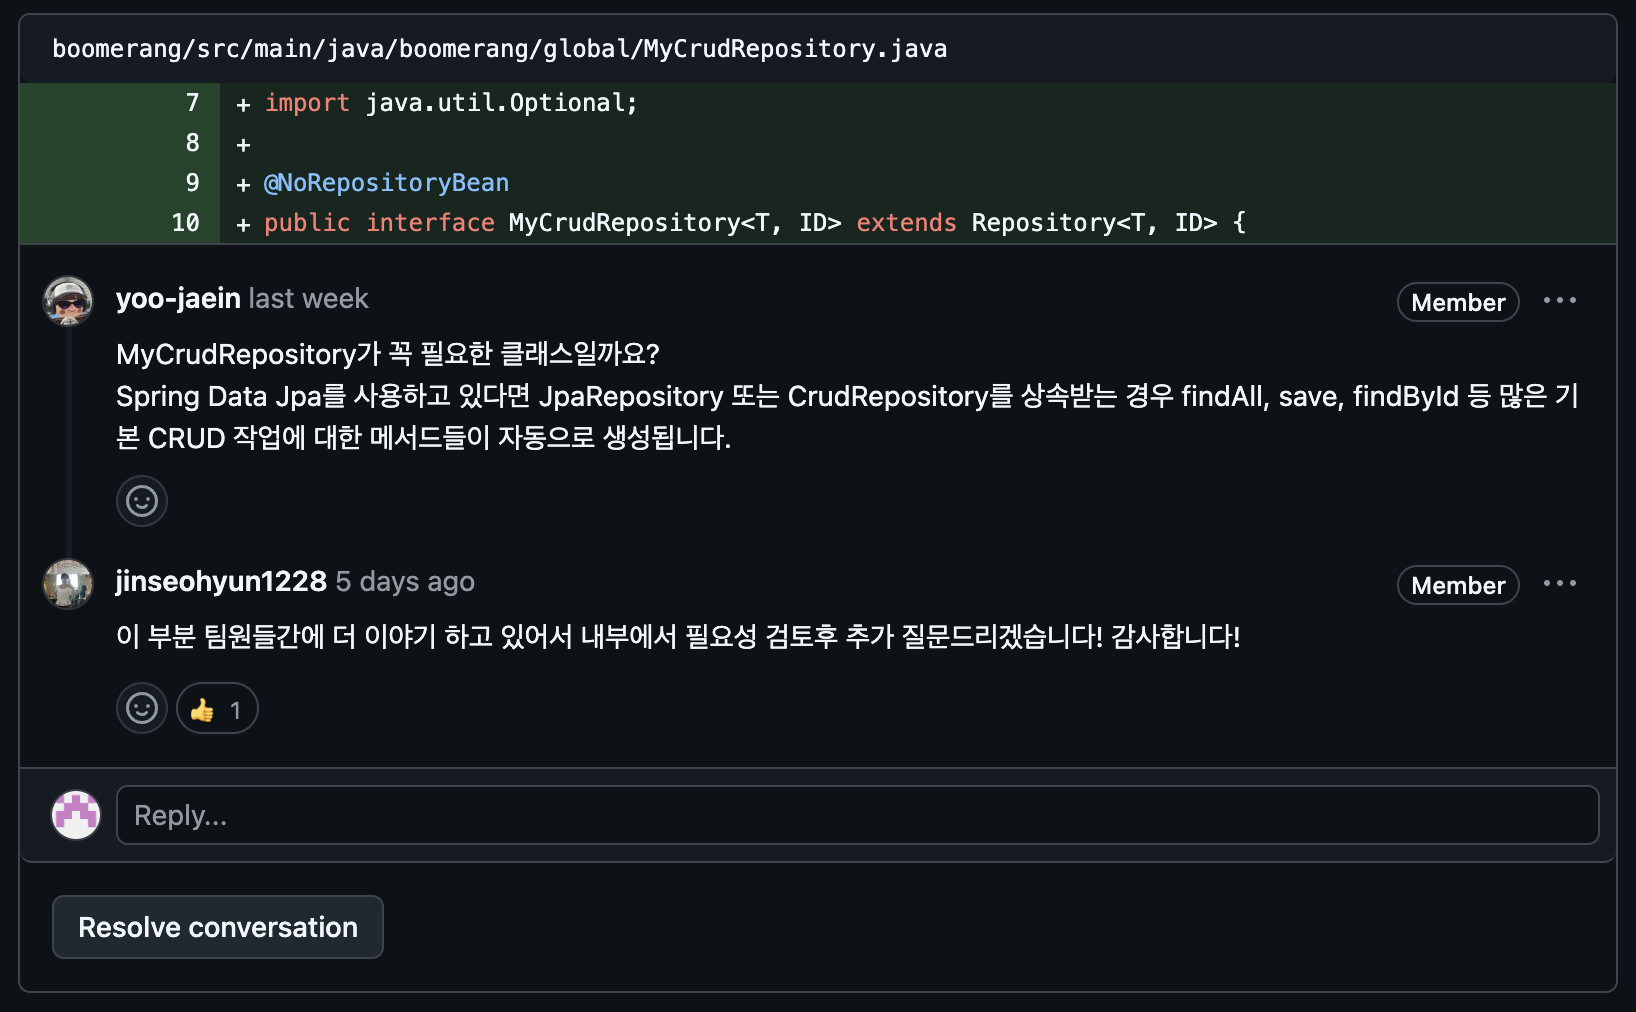 boomerang/src/main/java/boomerang/global/MyCrudRepository.java
7 + import java.util.Optional;
8 +
9 + @NoRepositoryBean
10 + public interface MyCrudRepository<T, ID> extends Repository<T, ID> {
yoo-jaein last week Member ...
MyCrudRepository가 꼭 필요한 클래스일까요?
Spring Data Jpa를 사용하고 있다면 JpaRepository 또는 CrudRepository를 상속받는 경우 findAll, save, findById 등 많은 기
본 CRUD 작업에 대한 메서드들이 자동으로 생성됩니다.
jinseohyun1228 5 days ago Member ...
이 부분 팀원들간에 더 이야기 하고 있어서 내부에서 필요성 검토후 추가 질문드리겠습니다! 감사합니다!
👍 1
Reply...
Resolve conversation